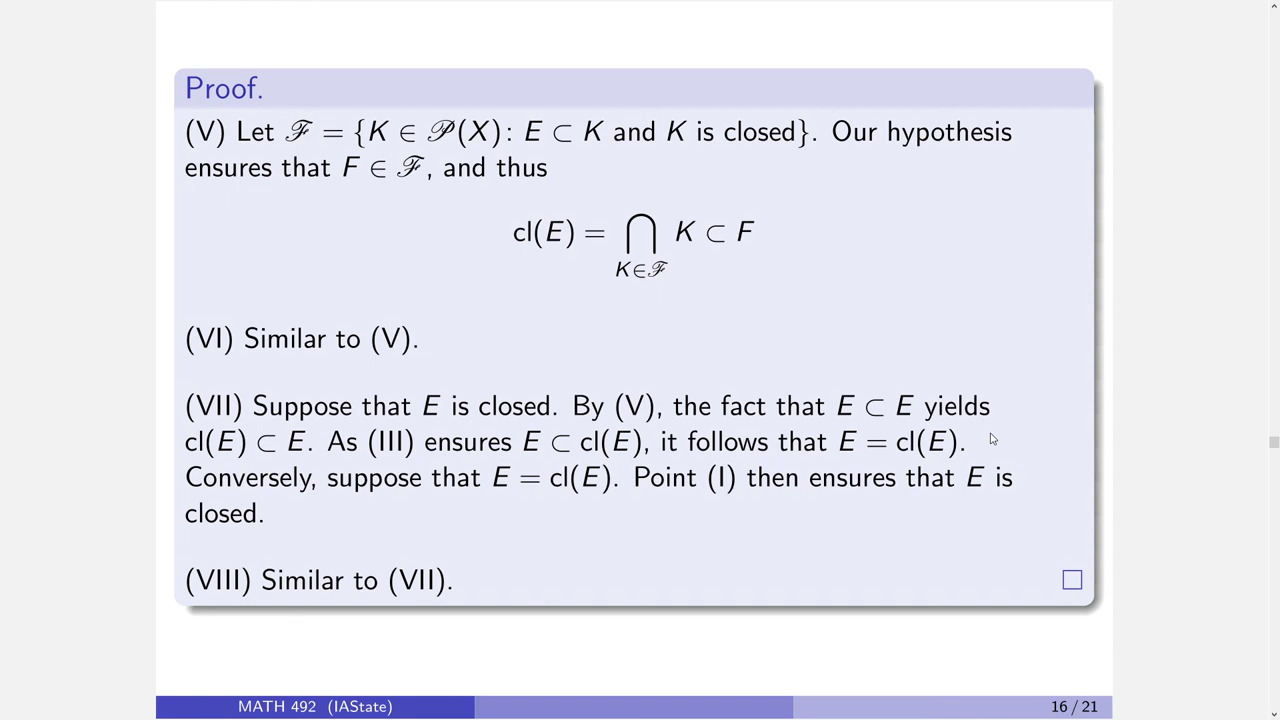 Proof.
(V) Let ℱ = {K ∈ 𝒫(X): E ⊂ K and K is closed}. Our hypothesis
ensures that F ∈ ℱ, and thus
cl(E) = ⋂ K ⊂ F
K∈ℱ
(VI) Similar to (V).
(VII) Suppose that E is closed. By (V), the fact that E ⊂ E yields
cl(E) ⊂ E. As (III) ensures E ⊂ cl(E), it follows that E = cl(E).
Conversely, suppose that E = cl(E). Point (I) then ensures that E is
closed.
(VIII) Similar to (VII).
MATH 492 (IAState)
16 / 21